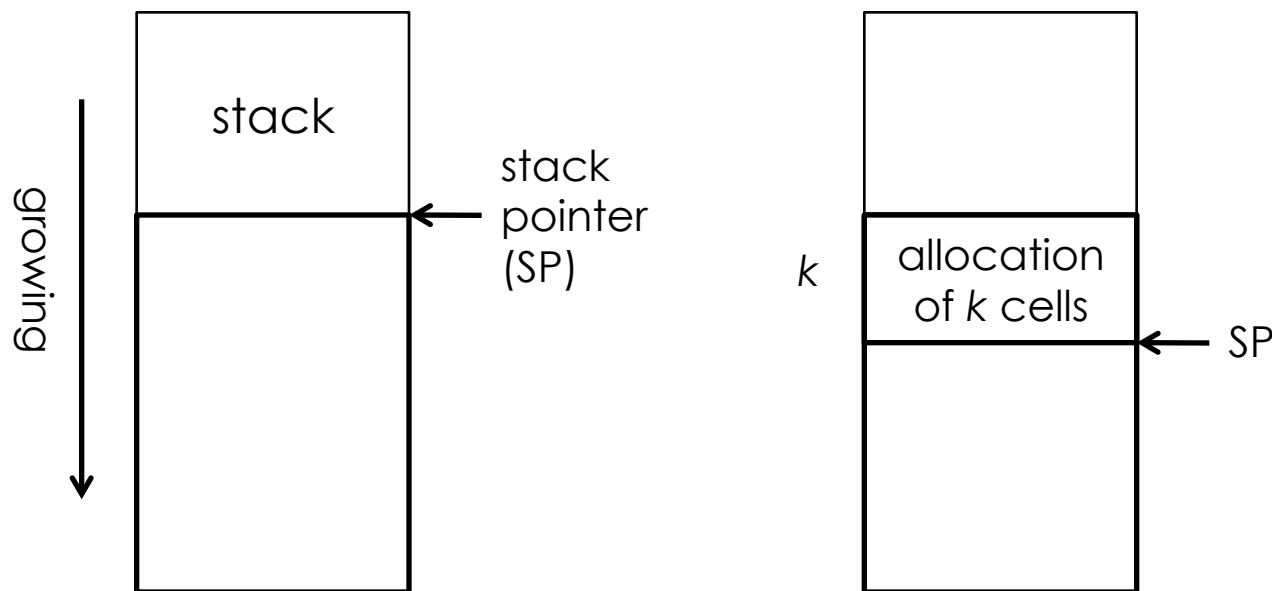 growing
stack
stack
pointer
(SP)
k
allocation
of k cells
SP